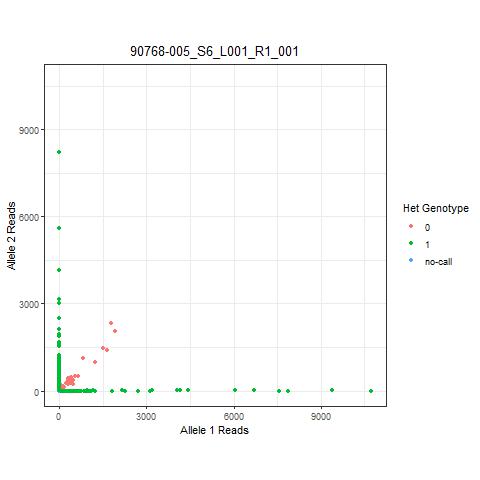 90768-005_S6_L001_R1_001
Allele 2 Reads
9000
6000
3000
0
0 3000 6000 9000
Allele 1 Reads
Het Genotype
0
1
no-call